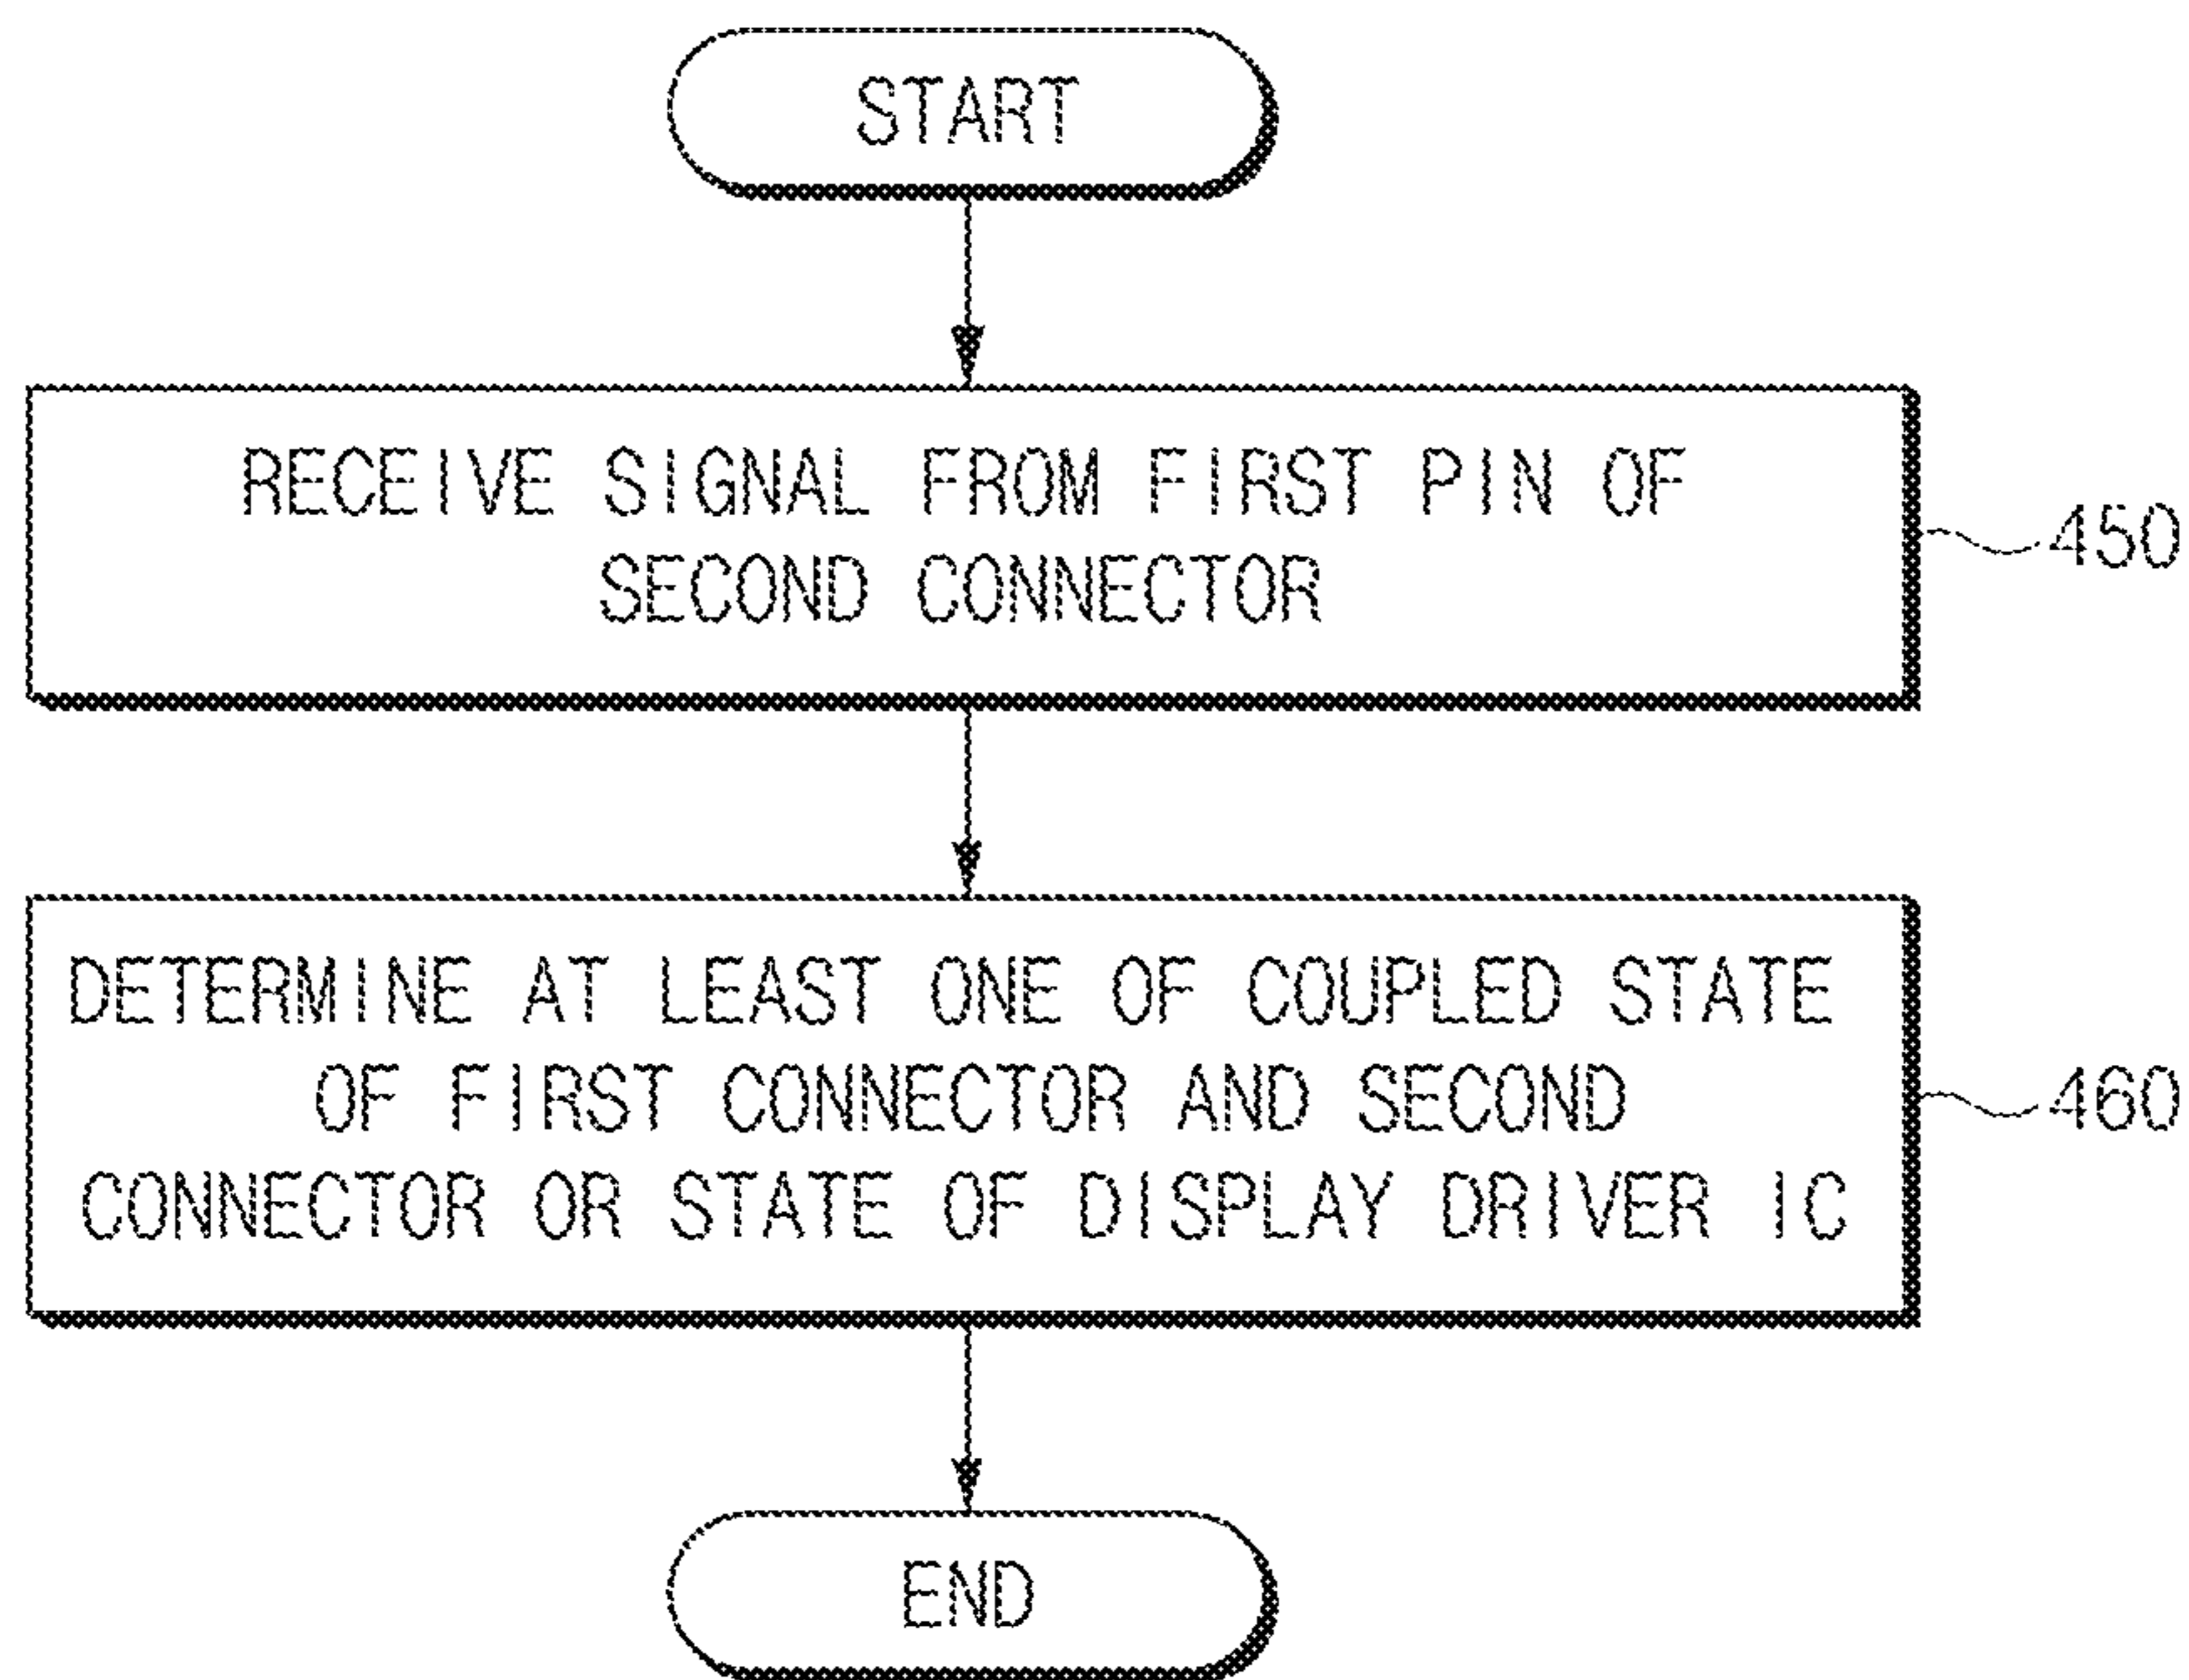 START
RECEIVE SIGNAL FROM FIRST PIN OF
SECOND CONNECTOR
450
DETERMINE AT LEAST ONE OF COUPLED STATE
OF FIRST CONNECTOR AND SECOND
CONNECTOR OR STATE OF DISPLAY DRIVER IC
460
END